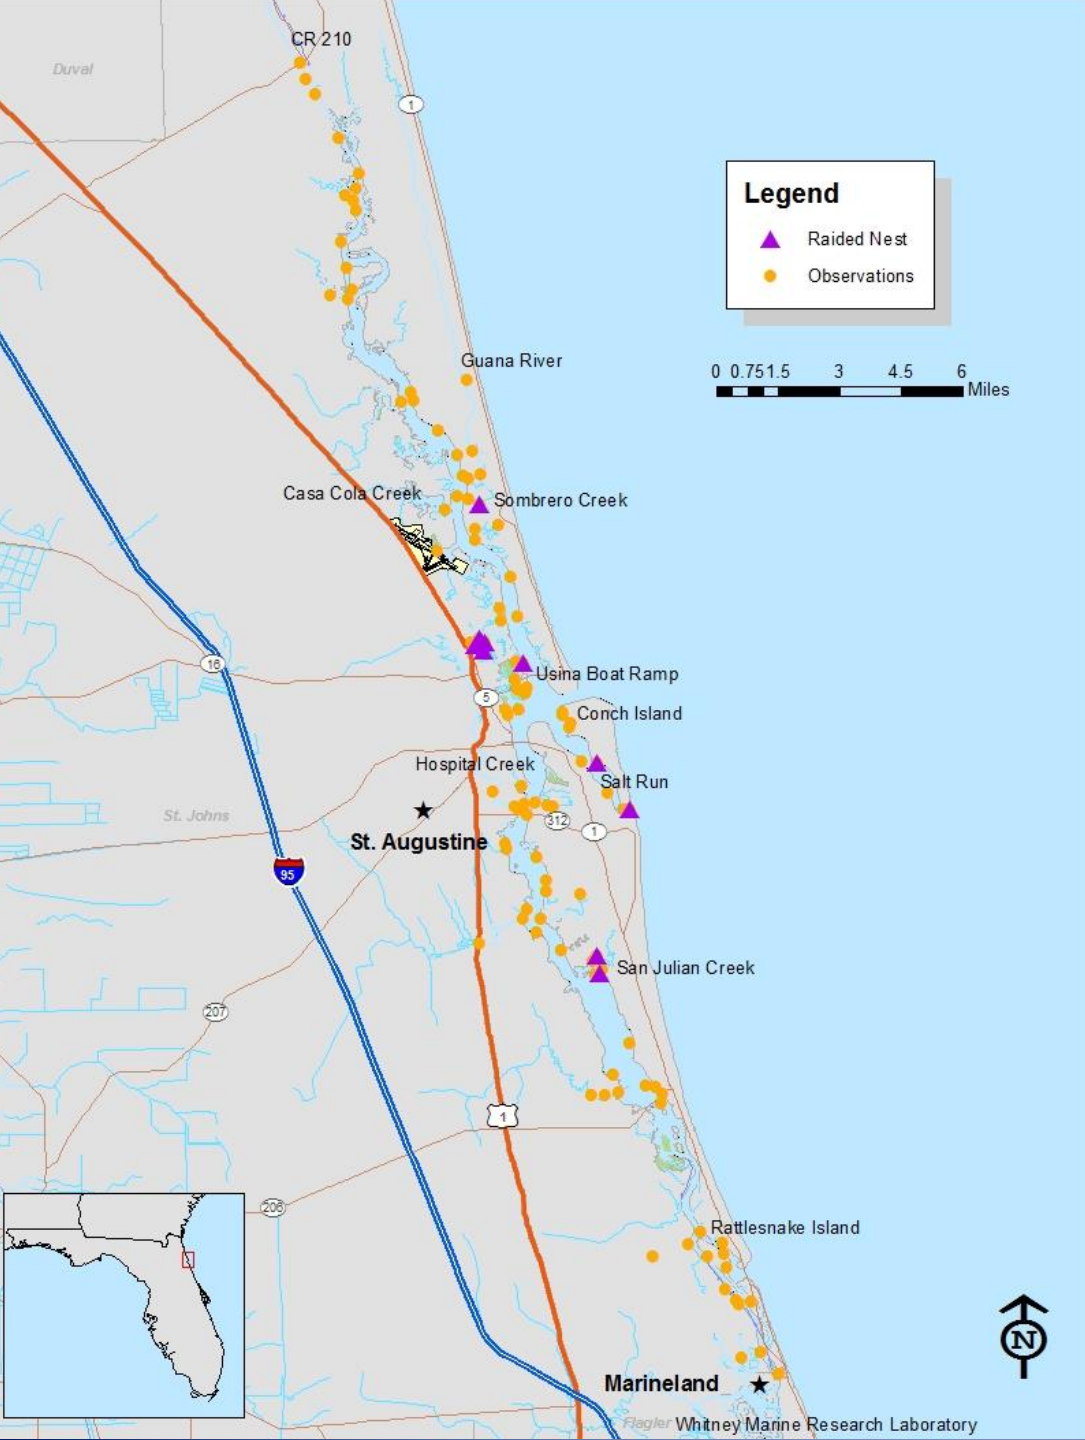 CR 210
Duval
1
Legend
Raided Nest
Observations
Guana River
0 0.75 1.5 3 4.5 6
Miles
Casa Cola Creek
Sombrero Creek
16
Usina Boat Ramp
5
Conch Island
Hospital Creek
Salt Run
St. Johns
312
1
St. Augustine
95
San Julian Creek
207
1
206
Rattlesnake Island
N
Marineland
Flagler
Whitney Marine Research Laboratory